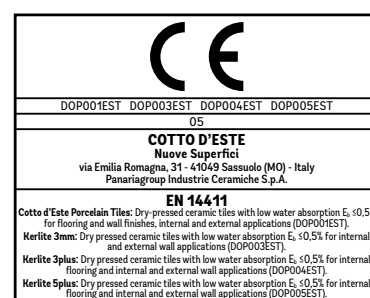 CE
DOP001EST DOP003EST DOP004EST DOP005EST
05
COTTO D'ESTE
Nuove Superfici
via Emilia Romagna, 31 - 41049 Sassuolo (MO) - Italy
Panariagroup Industrie Ceramiche S.p.A.
EN 14411
Cotto d'Este Porcelain Tiles: Dry-pressed ceramic tiles with low water absorption Eb ≤0,5
for flooring and wall finishes, internal and external applications (DOP001EST).
Kerlite 3mm: Dry pressed ceramic tiles with low water absorption Eb ≤0,5% for internal
and external wall applications (DOP003EST).
Kerlite 3plus: Dry pressed ceramic tiles with low water absorption Eb ≤0,5% for internal
flooring and internal and external wall applications (DOP004EST).
Kerlite 5plus: Dry pressed ceramic tiles with low water absorption Eb ≤0,5% for internal
flooring and internal and external wall applications (DOP005EST).